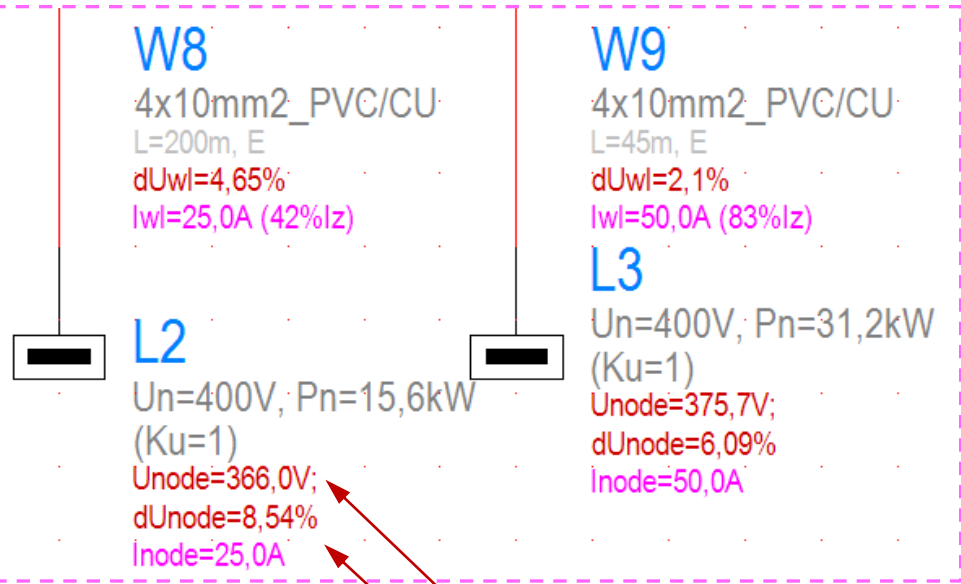 W8
4x10mm2_PVC/CU
L=200m, E
dUwl=4,65%
Iwl=25,0A (42%Iz)
L2
Un=400V, Pn=15,6kW
(Ku=1)
Unode=366,0V;
dUnode=8,54%
Inode=25,0A
W9
4x10mm2_PVC/CU
L=45m, E
dUwl=2,1%
Iwl=50,0A (83%Iz)
L3
Un=400V, Pn=31,2kW
(Ku=1)
Unode=375,7V;
dUnode=6,09%
Inode=50,0A